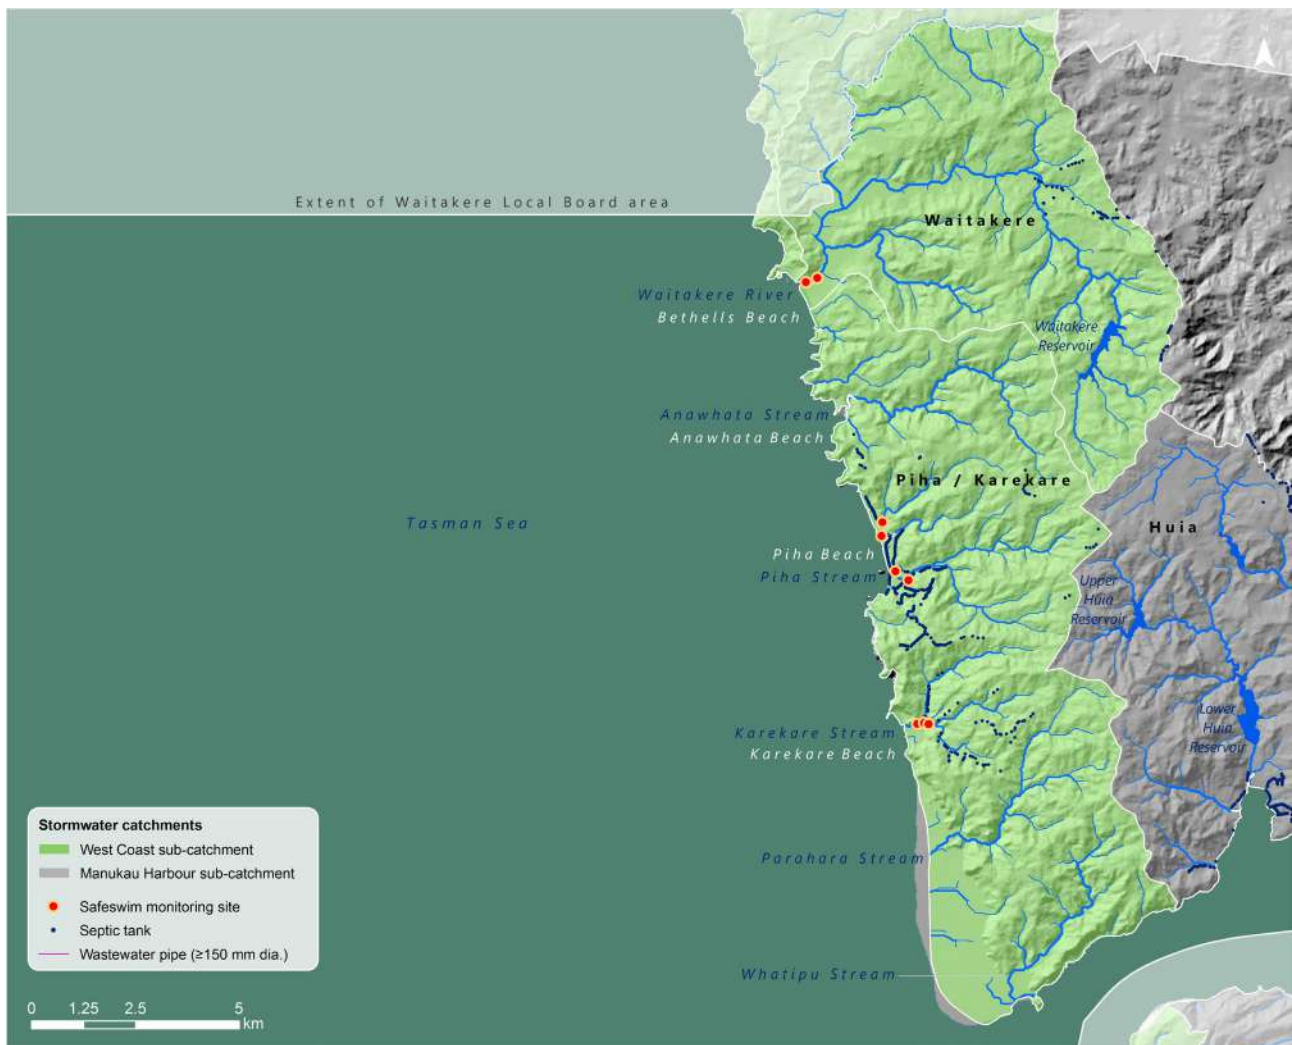 Extent of Waitakere Local Board area
Waitakere
Waitakere River
Bethells Beach
Waitakere
Reservoir
Anawhata Stream
Anawhata Beach
Piha / Karekare
Tasman Sea
Huia
Piha Beach
Piha Stream
Upper
Huia
Reservoir
Lower
Huia
Reservoir
Karekare Stream
Karekare Beach
Parahara Stream
Whatipu Stream
Stormwater catchments
West Coast sub-catchment
Manukau Harbour sub-catchment
Safeswim monitoring site
Septic tank
Wastewater pipe (≥150 mm dia.)
0 1.25 2.5 5
km